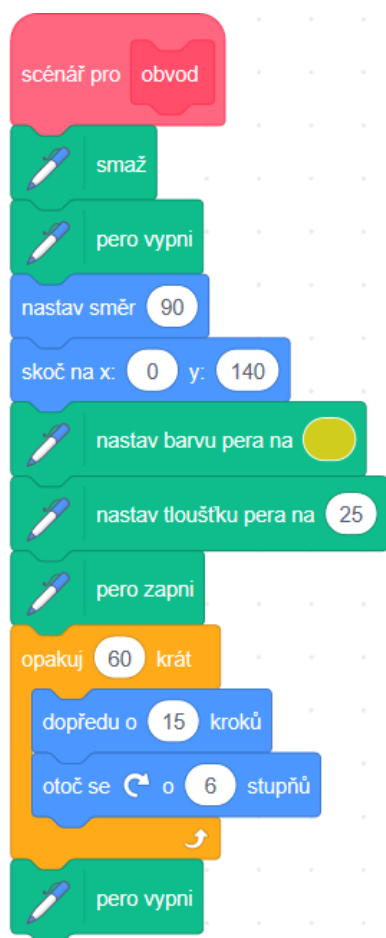 scénář pro obvod
smaž
pero vypni
nastav směr 90
skoč na x: 0 y: 140
nastav barvu pera na
nastav tloušťku pera na 25
pero zapni
opakuj 60 krát
dopředu o 15 kroků
otoč se o 6 stupňů
pero vypni